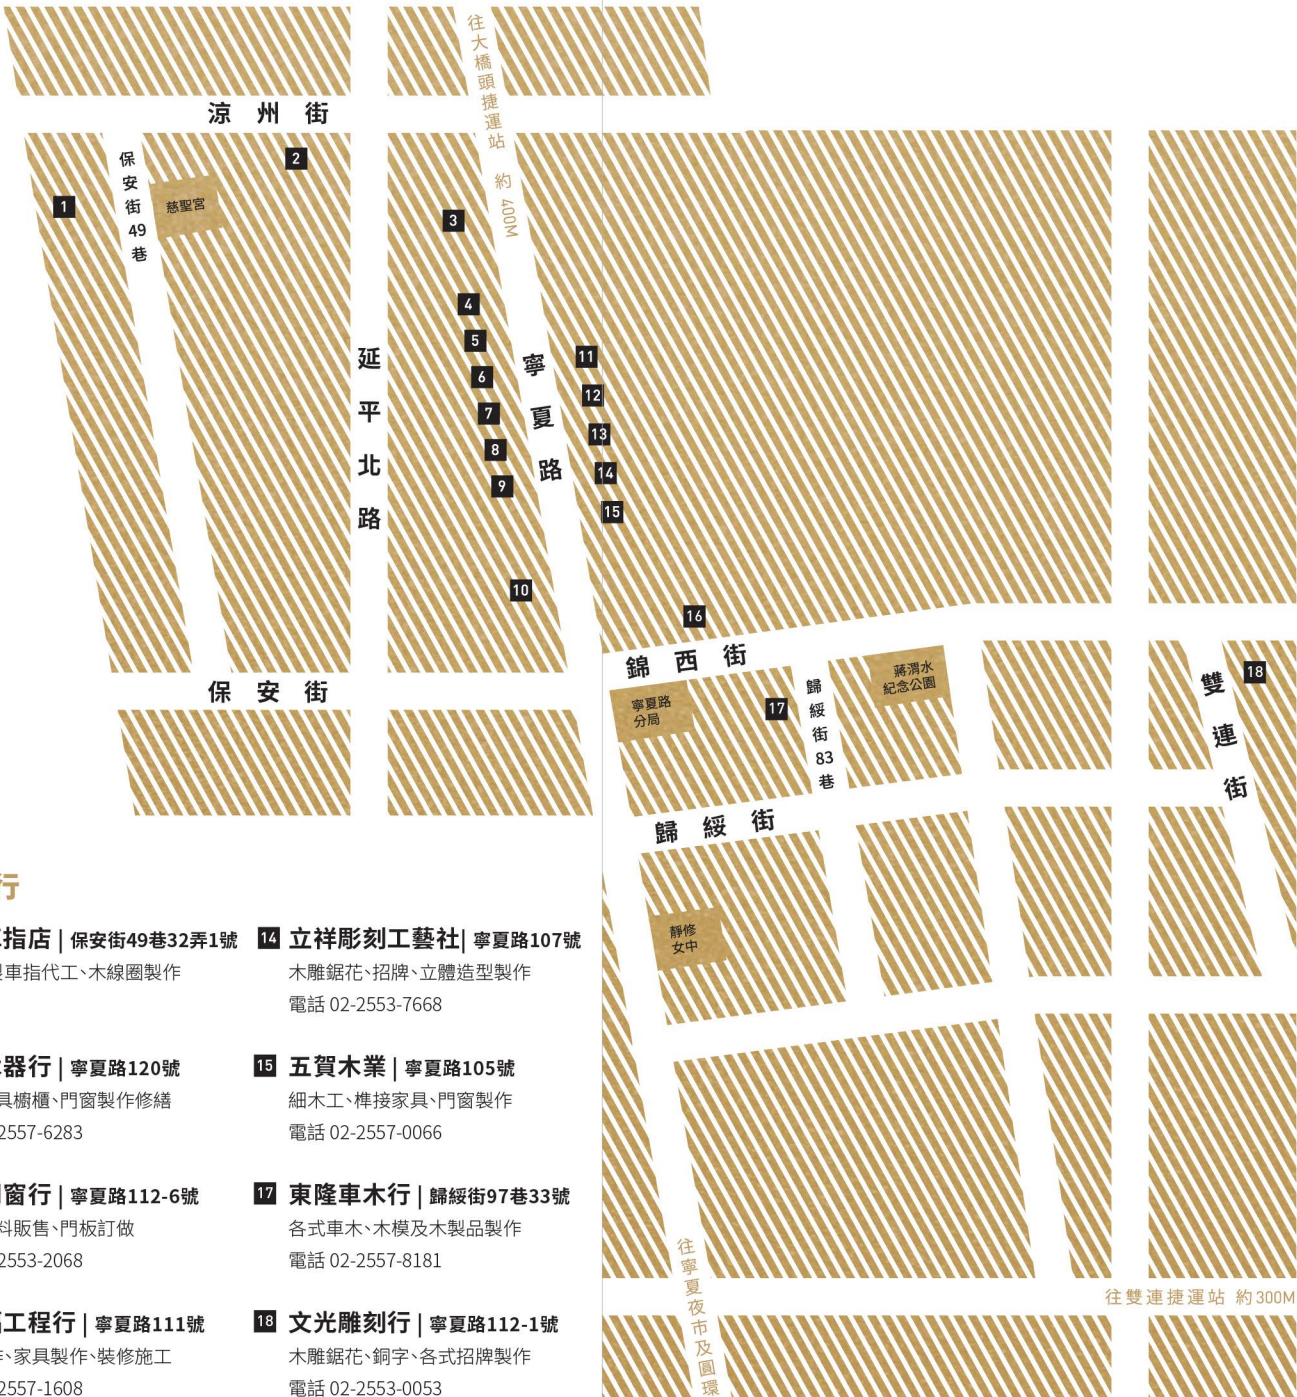 往大橋頭捷運站 約 400M
涼州街
保安街49巷
2
慈聖宮
1
3
4
5
6
7
8
9
10
延平北路
寧夏路
11
12
13
14
15
16
錦西街
保安街
寧夏路
分局
17
歸綏街83巷
蔣渭水
紀念公園
雙連街
18
歸綏街
靜修
女中
行
指店 | 保安街49巷32弄1號
車指代工、木線圈製作
器行 | 寧夏路120號
具櫥櫃、門窗製作修繕
2557-6283
窗行 | 寧夏路112-6號
料販售、門板訂做
2553-2068
工程行 | 寧夏路111號
、家具製作、裝修施工
2557-1608
14 立祥彫刻工藝社| 寧夏路107號
木雕鋸花、招牌、立體造型製作
電話 02-2553-7668
15 五賀木業 | 寧夏路105號
細木工、榫接家具、門窗製作
電話 02-2557-0066
17 東隆車木行 | 歸綏街97巷33號
各式車木、木模及木製品製作
電話 02-2557-8181
18 文光雕刻行 | 寧夏路112-1號
木雕鋸花、銅字、各式招牌製作
電話 02-2553-0053
往寧夏夜市及圓環
往雙連捷運站 約300M